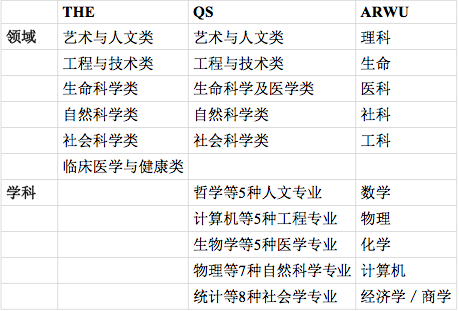 THE QS ARWU
领域 艺术与人文类 艺术与人文类 理科
工程与技术类 工程与技术类 生命
生命科学类 生命科学及医学类 医科
自然科学类 自然科学类 社科
社会科学类 社会科学类 工科
临床医学与健康类
学科 哲学等5种人文专业 数学
计算机等5种工程专业 物理
生物学等5种医学专业 化学
物理等7种自然科学专业 计算机
统计等8种社会学专业 经济学／商学